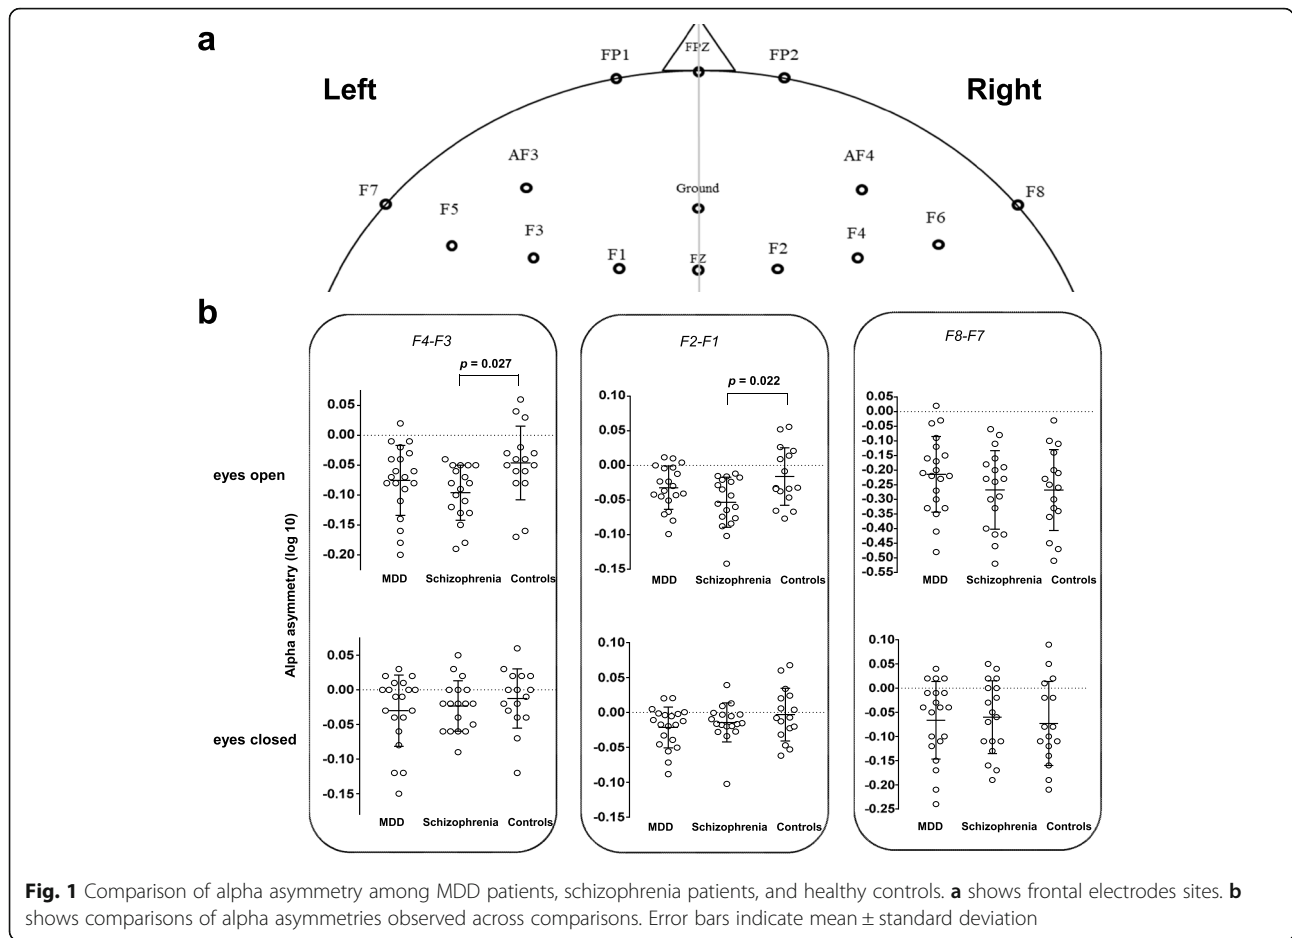 a
FPZ
FP1
FP2
Left
Right
AF3
AF4
F7
Ground
F8
F5
F6
F3
F4
F1
FZ
F2
b
F4-F3
F2-F1
F8-F7
p = 0.027
p = 0.022
Alpha asymmetry (log 10)
eyes open
0.05
0.00
-0.05
-0.10
-0.15
-0.20
MDD
Schizophrenia
Controls
0.10
0.05
0.00
-0.05
-0.10
-0.15
MDD
Schizophrenia
Controls
0.05
0.00
-0.05
-0.10
-0.15
-0.20
-0.25
-0.30
-0.35
-0.40
-0.45
-0.50
-0.55
MDD
Schizophrenia
Controls
eyes closed
0.05
0.00
-0.05
-0.10
-0.15
MDD
Schizophrenia
Controls
0.10
0.05
0.00
-0.05
-0.10
-0.15
MDD
Schizophrenia
Controls
0.10
0.05
0.00
-0.05
-0.10
-0.15
-0.20
-0.25
MDD
Schizophrenia
Controls
Fig. 1 Comparison of alpha asymmetry among MDD patients, schizophrenia patients, and healthy controls. a shows frontal electrodes sites. b
shows comparisons of alpha asymmetries observed across comparisons. Error bars indicate mean ± standard deviation